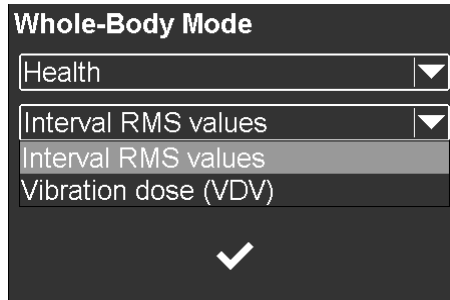 Whole-Body Mode
Health
Interval RMS values
Interval RMS values
Vibration dose (VDV)